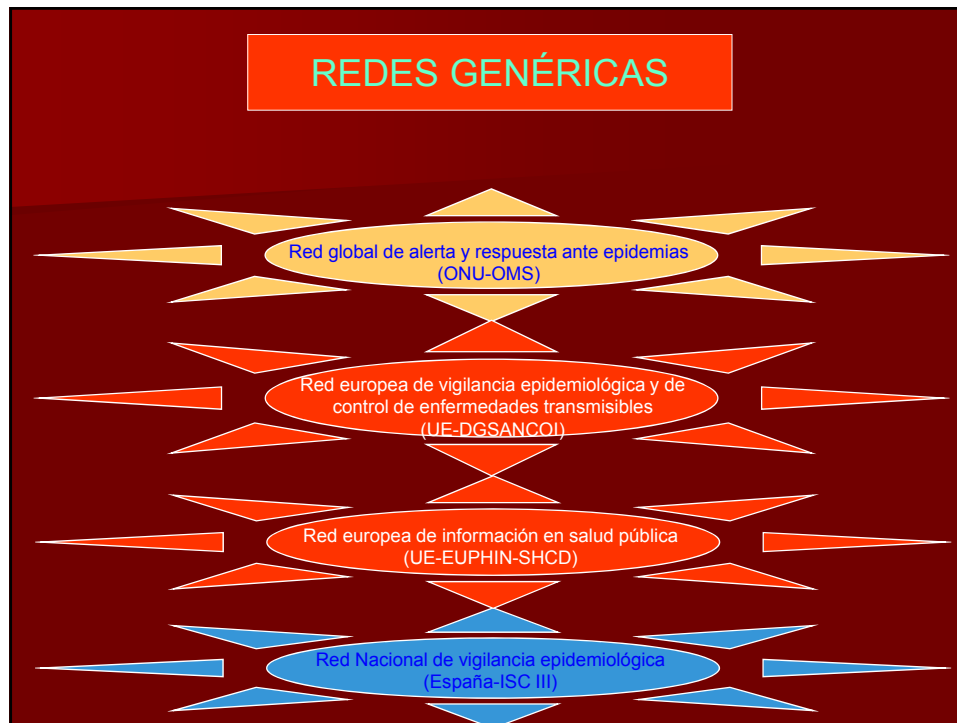 REDES GENÉRICAS
Red global de alerta y respuesta ante epidemias
(ONU-OMS)
Red europea de vigilancia epidemiológica y de
control de enfermedades transmisibles
(UE-DGSANCOI)
Red europea de información en salud pública
(UE-EUPHIN-SHCD)
Red Nacional de vigilancia epidemiológica
(España-ISC III)